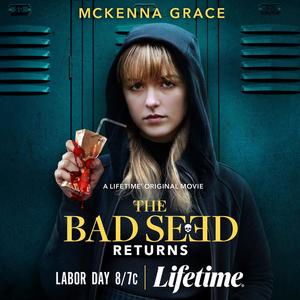 MCKENNA GRACE
A LIFETIME® ORIGINAL MOVIE
THE
BAD SEED
RETURNS
LABOR DAY 8/7c | Lifetime®